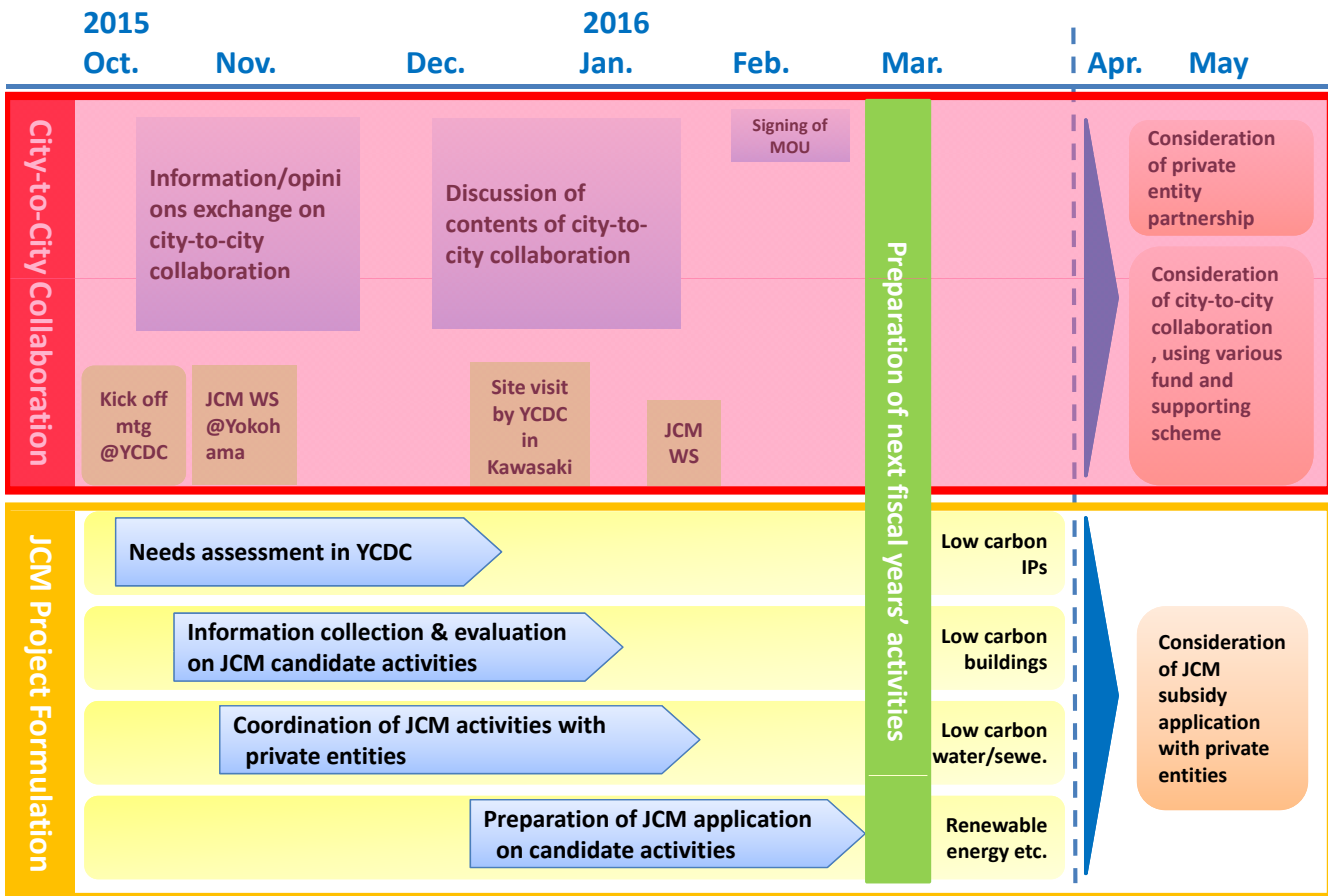 2015
2016
Oct.
Nov.
Dec.
Jan.
Feb.
Mar.
Apr.
May
City-to-City Collaboration
Information/opini
ons exchange on
city-to-city
collaboration
Discussion of
contents of city-to-
city collaboration
Signing of
MOU
Kick off
mtg
@YCDC
JCM WS
@Yokoh
ama
Site visit
by YCDC
in
Kawasaki
JCM
WS
Preparation of next fiscal years’ activities
Consideration
of private
entity
partnership
Consideration
of city-to-city
collaboration
, using various
fund and
supporting
scheme
JCM Project Formulation
Needs assessment in YCDC
Low carbon
IPs
Information collection & evaluation
on JCM candidate activities
Low carbon
buildings
Coordination of JCM activities with
private entities
Low carbon
water/sewe.
Preparation of JCM application
on candidate activities
Renewable
energy etc.
Consideration
of JCM
subsidy
application
with private
entities